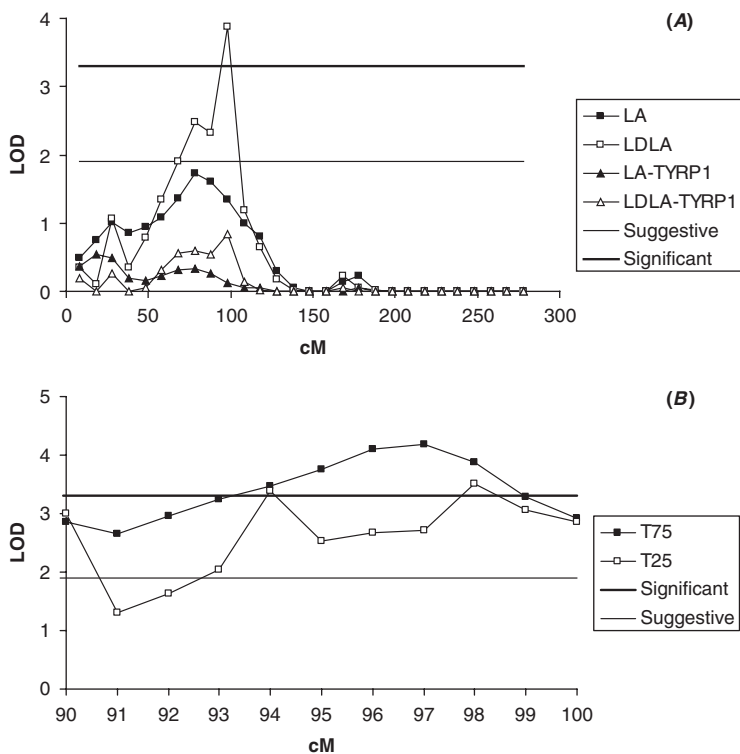 (A)
4
3
2
1
0
LOD
0 50 100 150 200 250 300
cM
LA
LDLA
LA-TYRP1
LDLA-TYRP1
Suggestive
Significant
(B)
5
4
3
2
1
0
LOD
90 91 92 93 94 95 96 97 98 99 100
cM
T75
T25
Significant
Suggestive